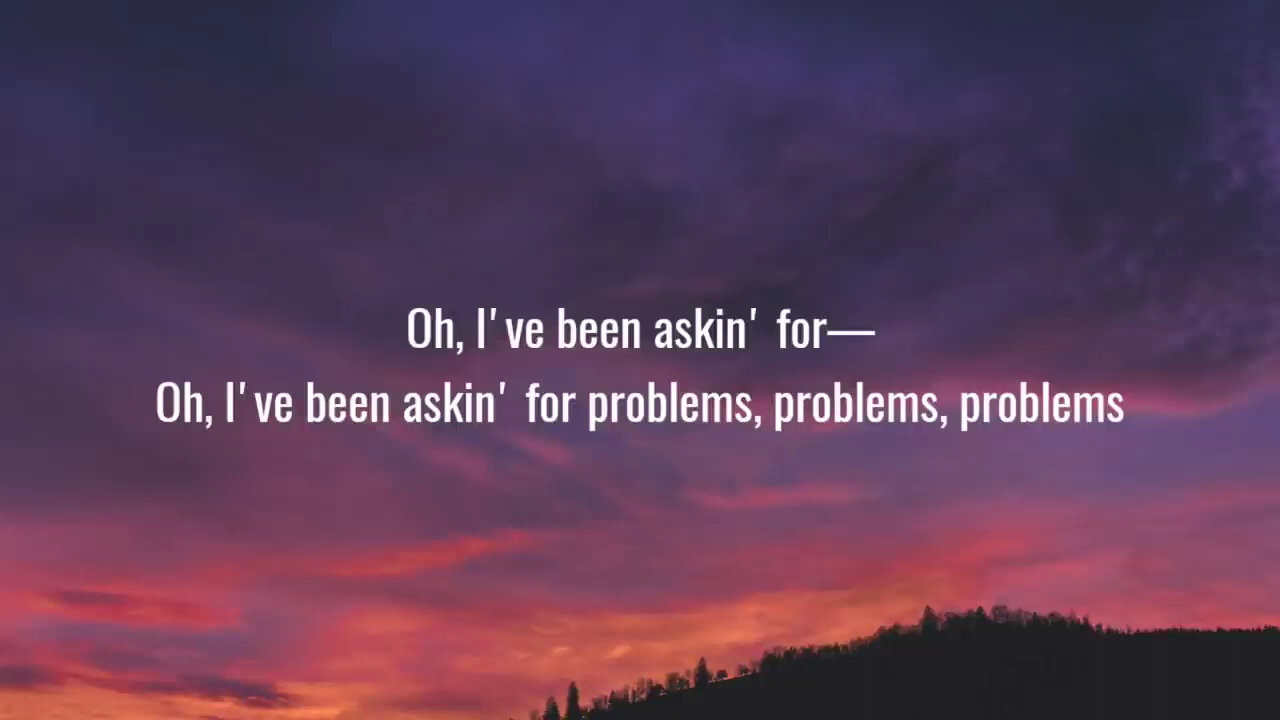 Oh, I've been askin' for—
Oh, I've been askin' for problems, problems, problems